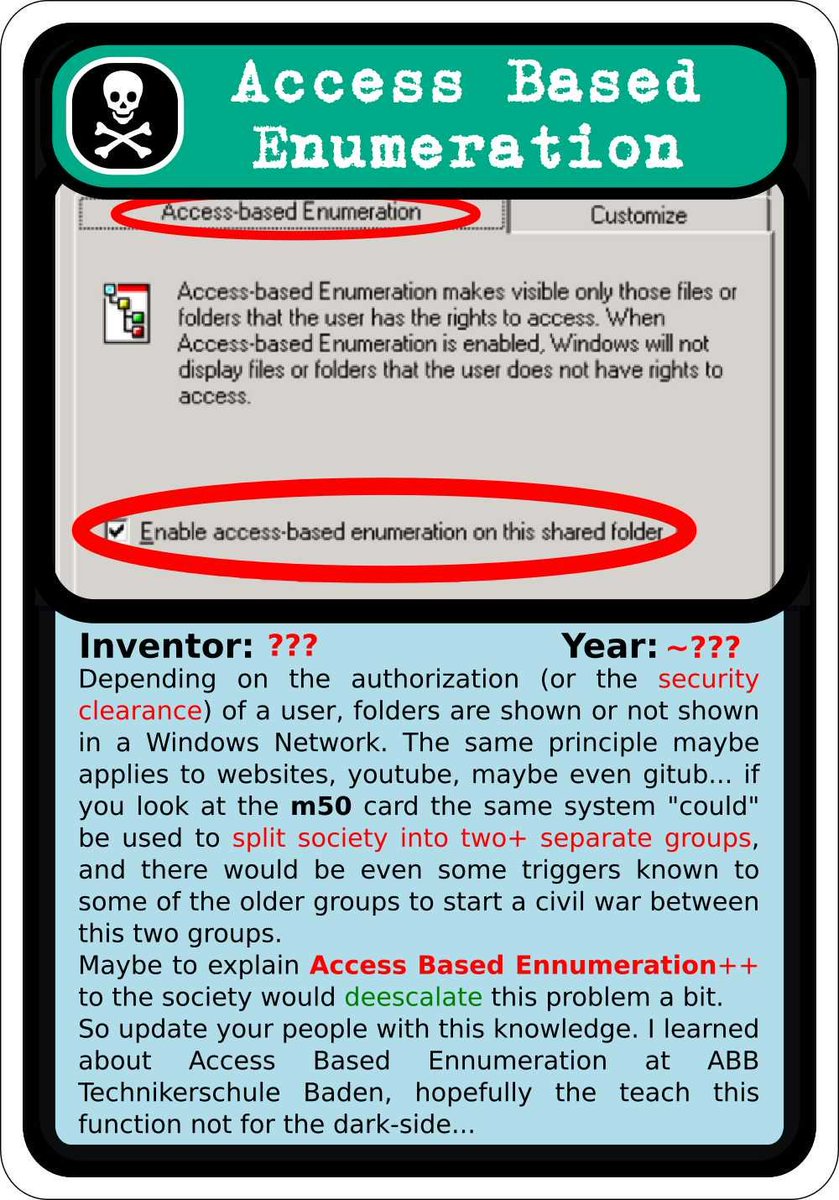 Access Based
Enumeration
Access-based Enumeration
Customize
Access-based Enumeration makes visible only those files or
folders that the user has the rights to access. When
Access-based Enumeration is enabled, Windows will not
display files or folders that the user does not have rights to
access.
Enable access-based enumeration on this shared folder
Inventor: ??? Year: ~???
Depending on the authorization (or the security
clearance) of a user, folders are shown or not shown
in a Windows Network. The same principle maybe
applies to websites, youtube, maybe even gitub... if
you look at the m50 card the same system "could"
be used to split society into two+ separate groups,
and there would be even some triggers known to
some of the older groups to start a civil war between
this two groups.
Maybe to explain Access Based Ennumeration++
to the society would deescalate this problem a bit.
So update your people with this knowledge. I learned
about Access Based Ennumeration at ABB
Technikerschule Baden, hopefully the teach this
function not for the dark-side...